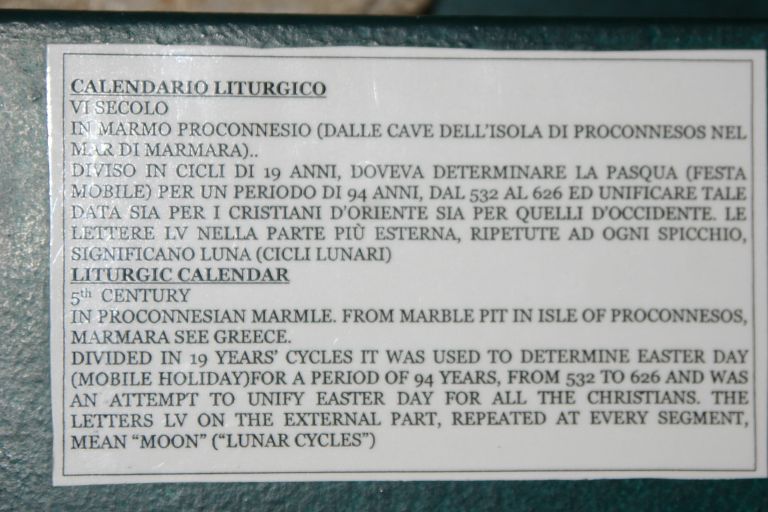 CALENDARIO LITURGICO
VI SECOLO
IN MARMO PROCONNESIO (DALLE CAVE DELL'ISOLA DI PROCONNESOS NEL
MAR DI MARMARA)..
DIVISO IN CICLI DI 19 ANNI, DOVEVA DETERMINARE LA PASQUA (FESTA
MOBILE) PER UN PERIODO DI 94 ANNI, DAL 532 AL 626 ED UNIFICARE TALE
DATA SIA PER I CRISTIANI D'ORIENTE SIA PER QUELLI D'OCCIDENTE. LE
LETTERE LV NELLA PARTE PIÙ ESTERNA, RIPETUTE AD OGNI SPICCHIO,
SIGNIFICANO LUNA (CICLI LUNARI)
LITURGIC CALENDAR
5th CENTURY
IN PROCONNESIAN MARMLE. FROM MARBLE PIT IN ISLE OF PROCONNESOS,
MARMARA SEE GREECE.
DIVIDED IN 19 YEARS' CYCLES IT WAS USED TO DETERMINE EASTER DAY
(MOBILE HOLIDAY)FOR A PERIOD OF 94 YEARS, FROM 532 TO 626 AND WAS
AN ATTEMPT TO UNIFY EASTER DAY FOR ALL THE CHRISTIANS. THE
LETTERS LV ON THE EXTERNAL PART, REPEATED AT EVERY SEGMENT,
MEAN "MOON" ("LUNAR CYCLES")